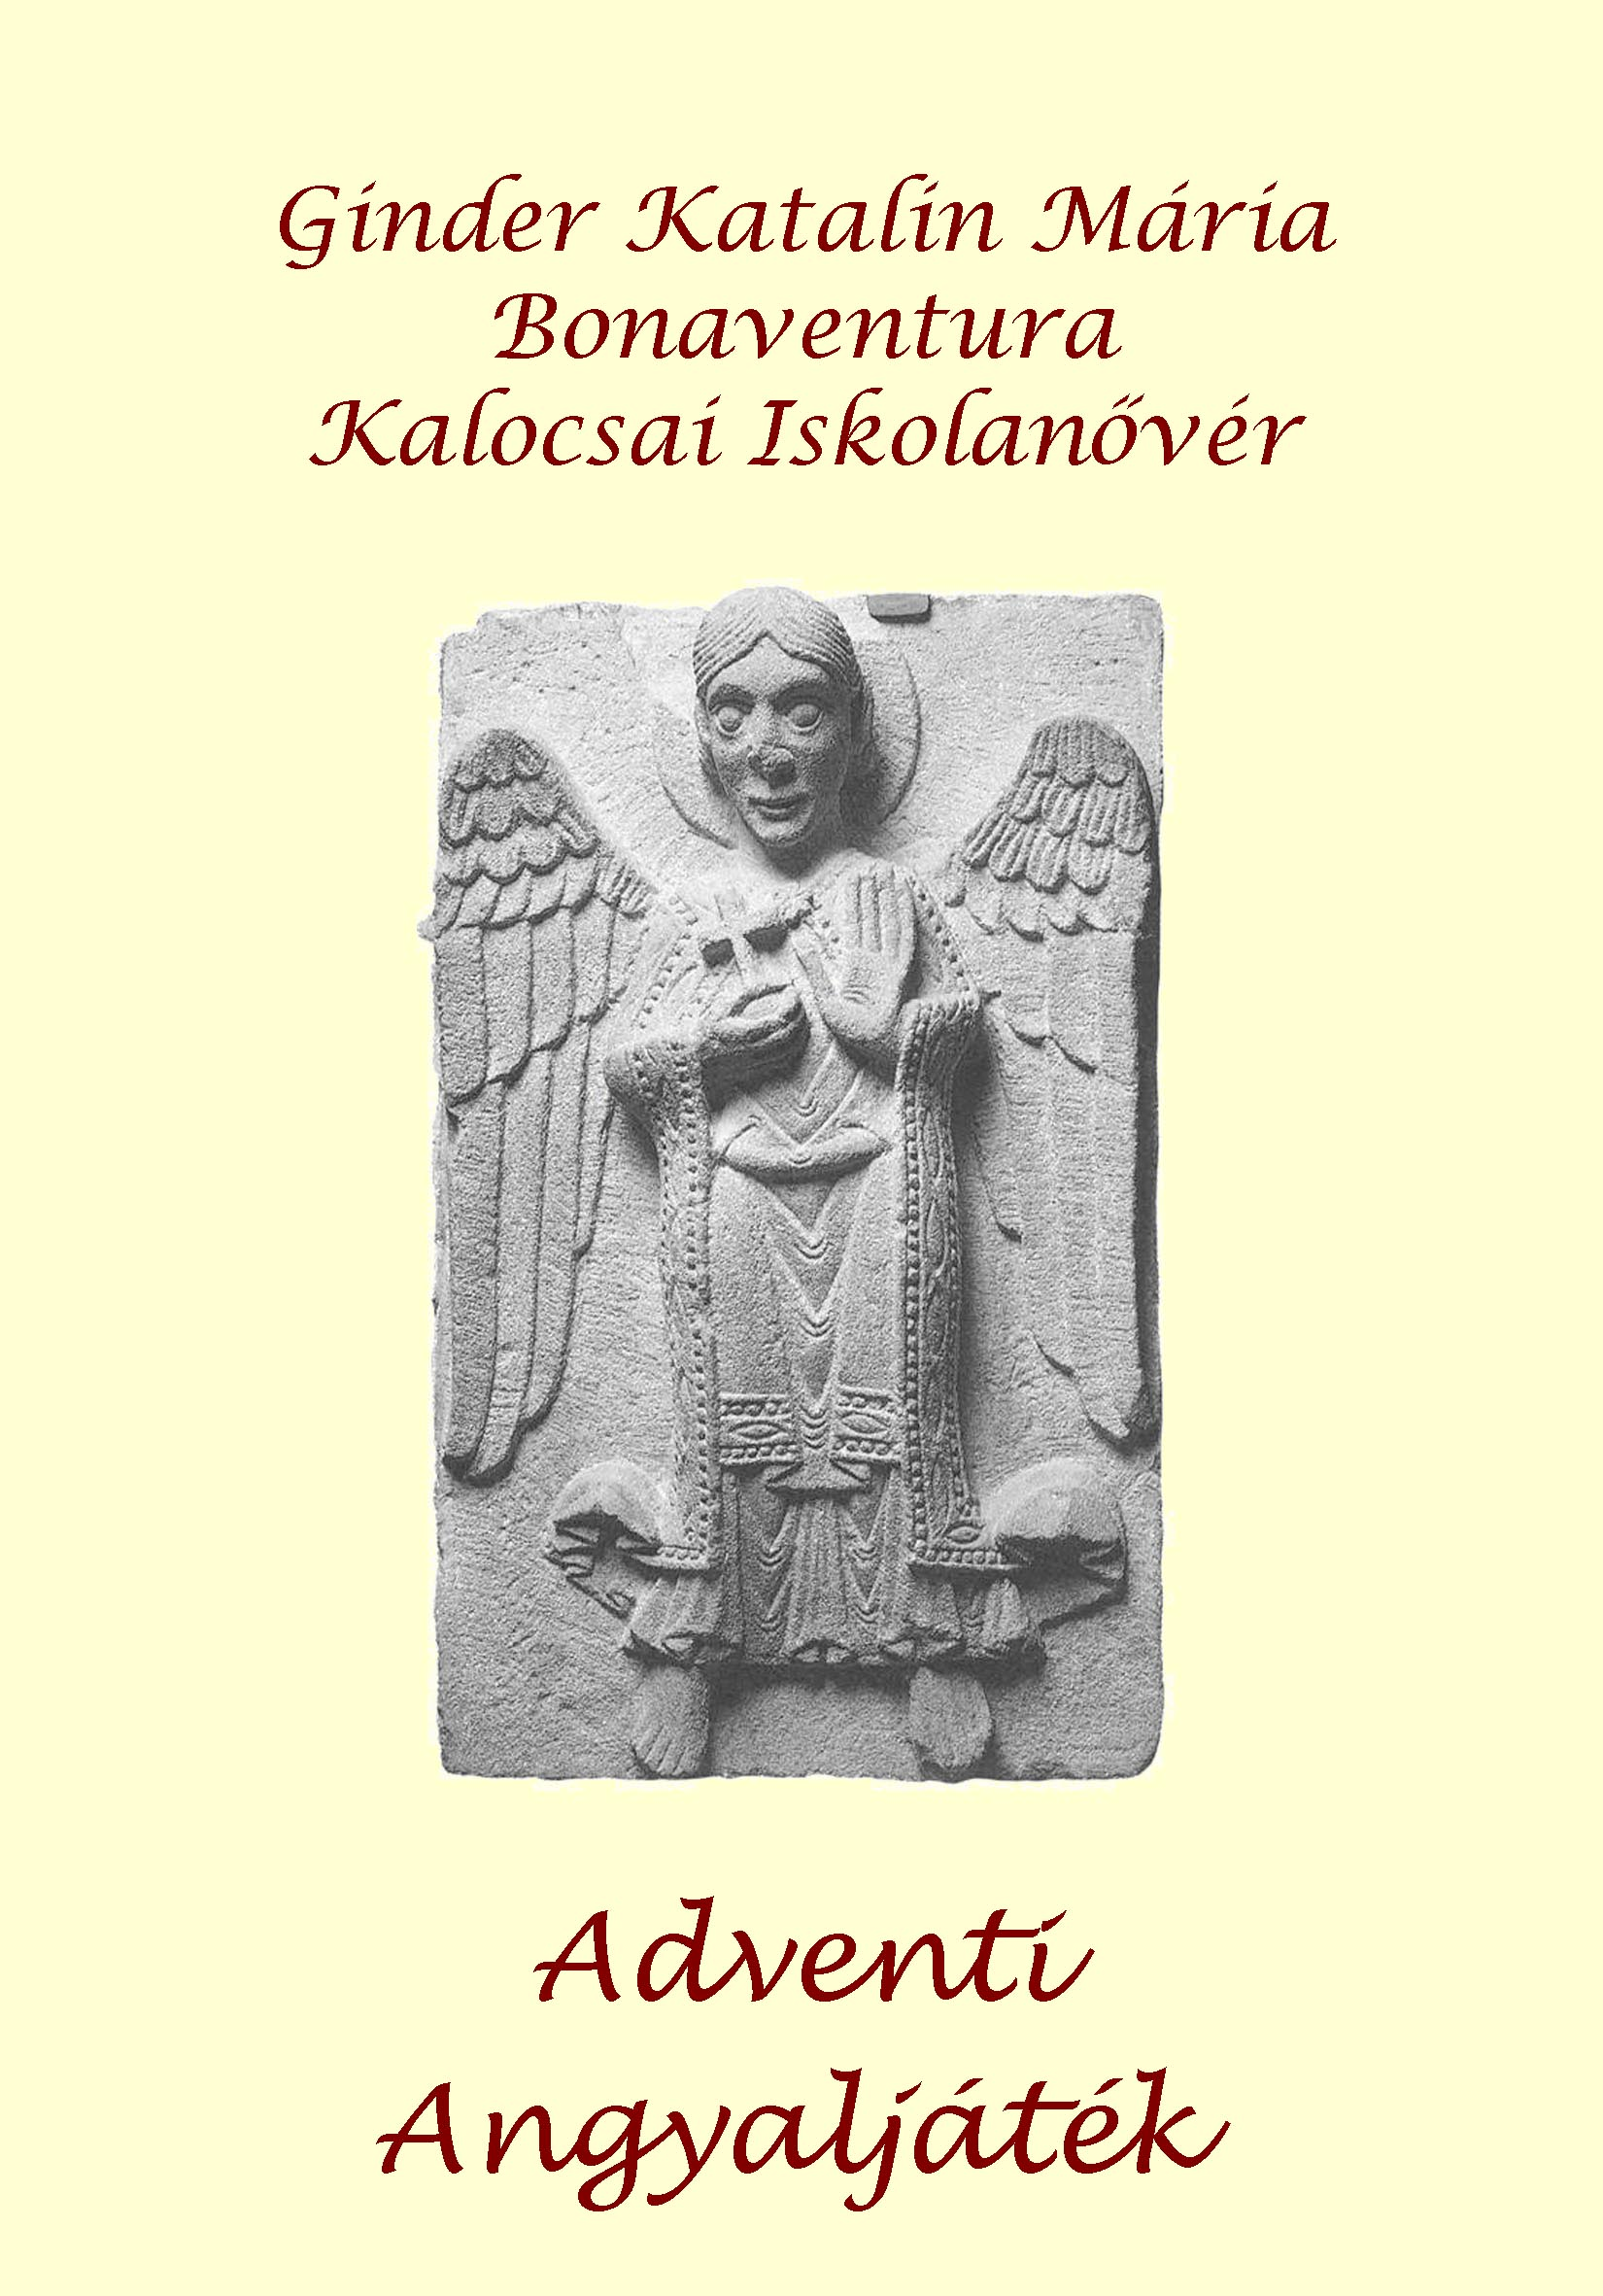 Ginder Katalin Mária
Bonaventura
Kalocsai Iskolanővér
Adventi
Angyaljáték